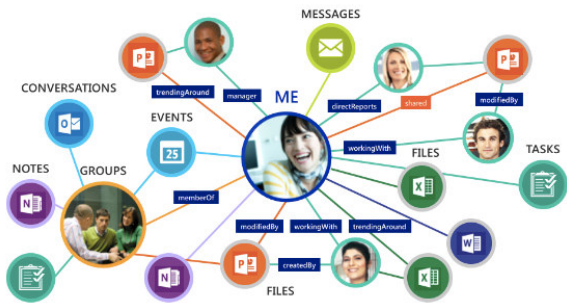 MESSAGES
CONVERSATIONS
trendingAround
manager
ME
directReports
shared
modifiedBy
EVENTS
25
workingWith
FILES
TASKS
NOTES
GROUPS
memberOf
modifiedBy
workingWith
trendingAround
createdBy
FILES
P
P
O
N
X
W
N
P
X